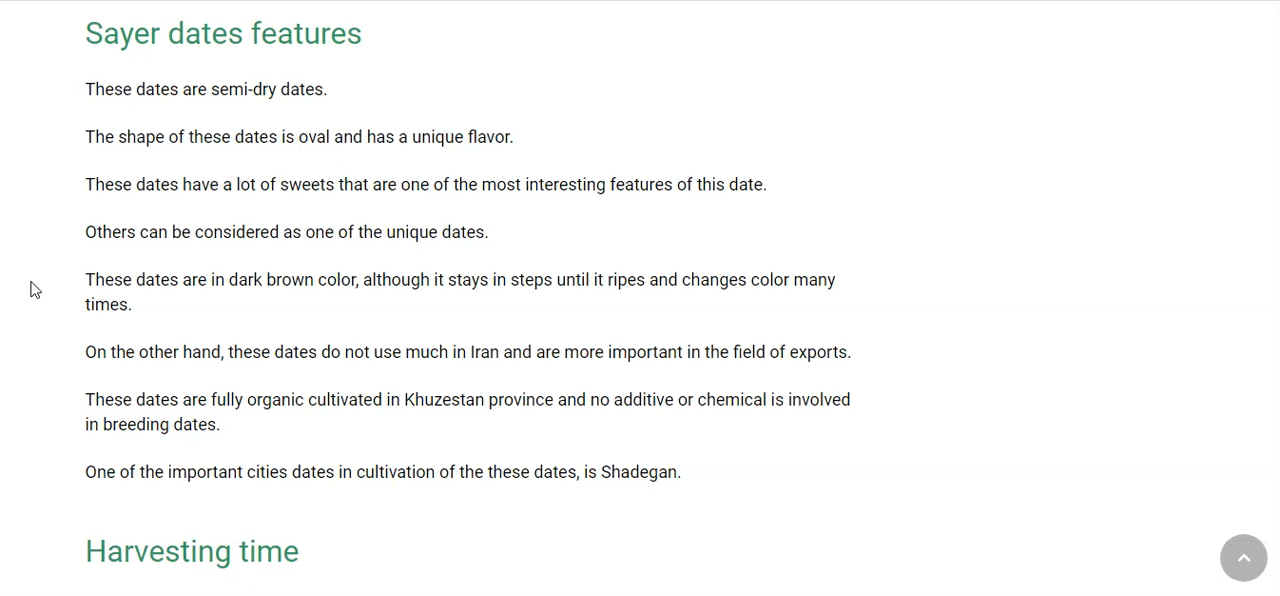 Sayer dates features
These dates are semi-dry dates.
The shape of these dates is oval and has a unique flavor.
These dates have a lot of sweets that are one of the most interesting features of this date.
Others can be considered as one of the unique dates.
These dates are in dark brown color, although it stays in steps until it ripes and changes color many
times.
On the other hand, these dates do not use much in Iran and are more important in the field of exports.
These dates are fully organic cultivated in Khuzestan province and no additive or chemical is involved
in breeding dates.
One of the important cities dates in cultivation of the these dates, is Shadegan.
Harvesting time